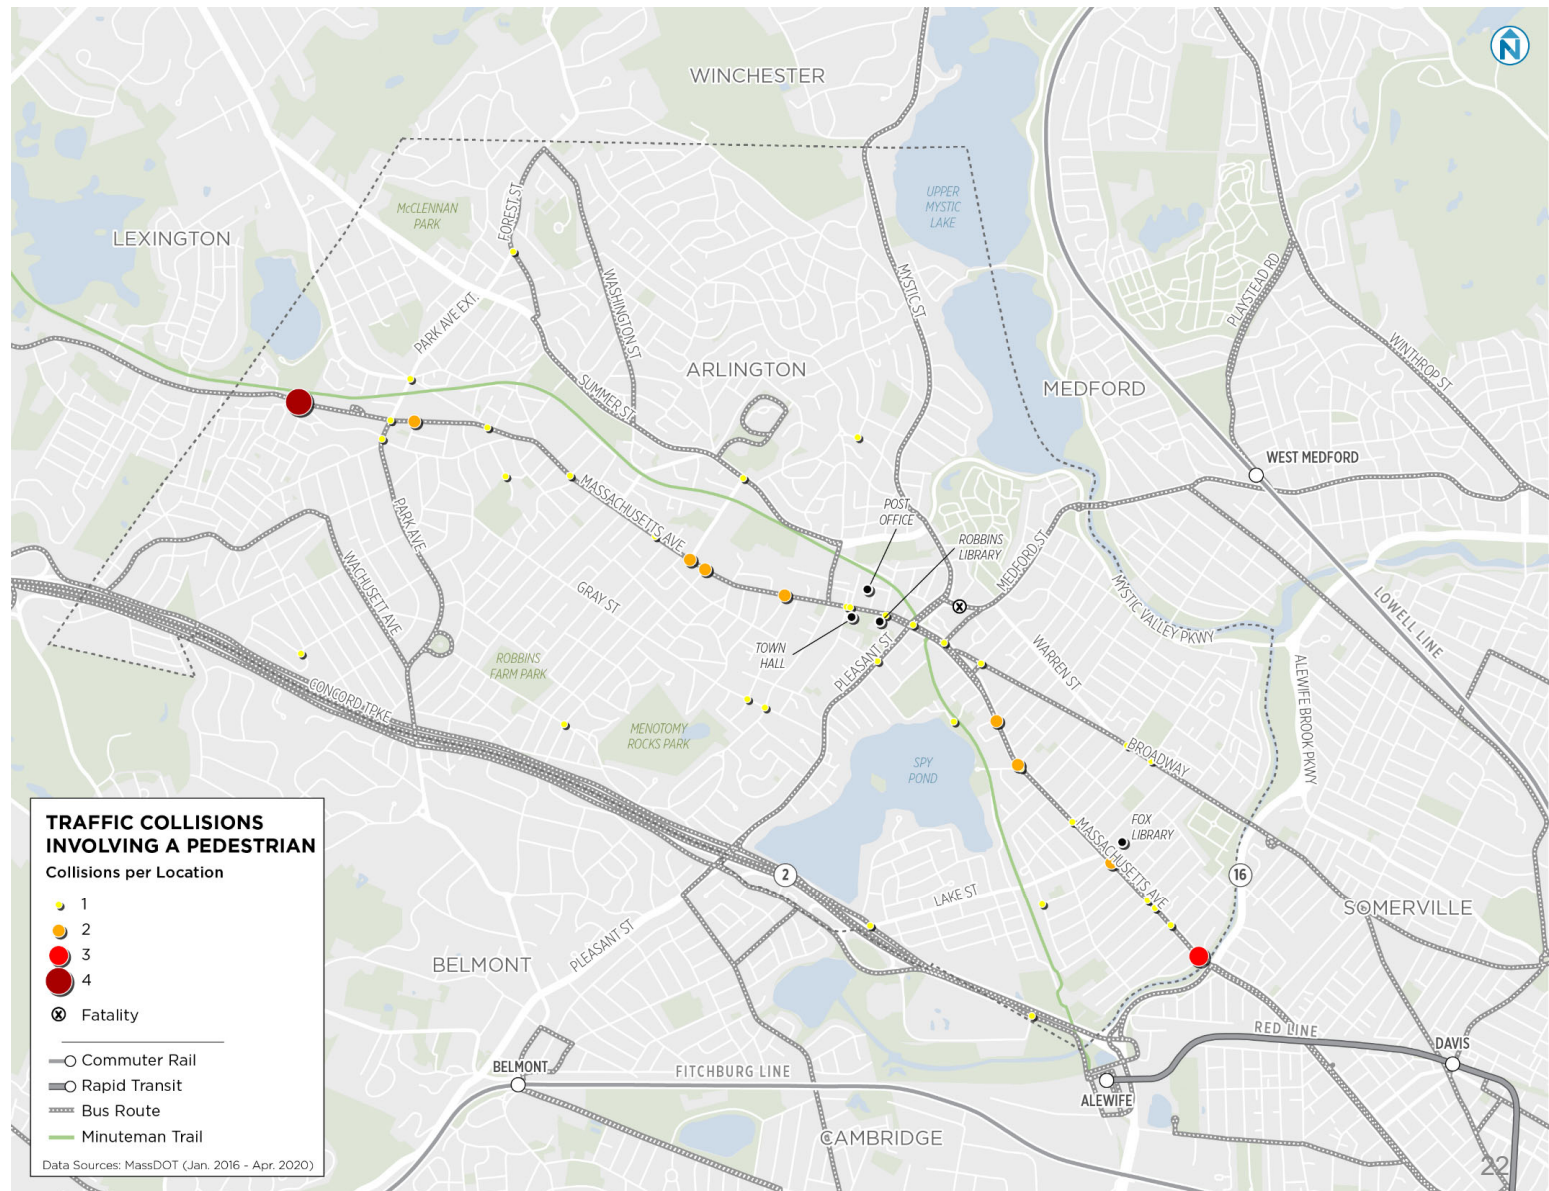 N
WINCHESTER
UPPER
MYSTIC
LAKE
McCLENNAN
PARK
FOREST ST
LEXINGTON
MYSTIC ST
PLAYSTEAD RD
WASHINGTON ST
PARK AVE EXT.
WINTHROP ST
ARLINGTON
MEDFORD
SUMMER ST
WEST MEDFORD
MASSACHUSETTS AVE
PARK AVE
POST
OFFICE
ROBBINS
LIBRARY
MEDFORD ST
WACHUSETT AVE
GRAY ST
MYSTIC VALLEY PKWY
LOWELL LINE
TOWN
HALL
PLEASANT ST
WARREN ST
ROBBINS
FARM PARK
CONCORD TPKE
MENOTOMY
ROCKS PARK
ALEWIFE BROOK PKWY
BROADWAY
SPY
POND
FOX
LIBRARY
MASSACHUSETTS AVE
2
16
LAKE ST
SOMERVILLE
PLEASANT ST
BELMONT
RED LINE
DAVIS
BELMONT
FITCHBURG LINE
ALEWIFE
CAMBRIDGE
TRAFFIC COLLISIONS
INVOLVING A PEDESTRIAN
Collisions per Location
1
2
3
4
Fatality
Commuter Rail
Rapid Transit
Bus Route
Minuteman Trail
Data Sources: MassDOT (Jan. 2016 - Apr. 2020)
22